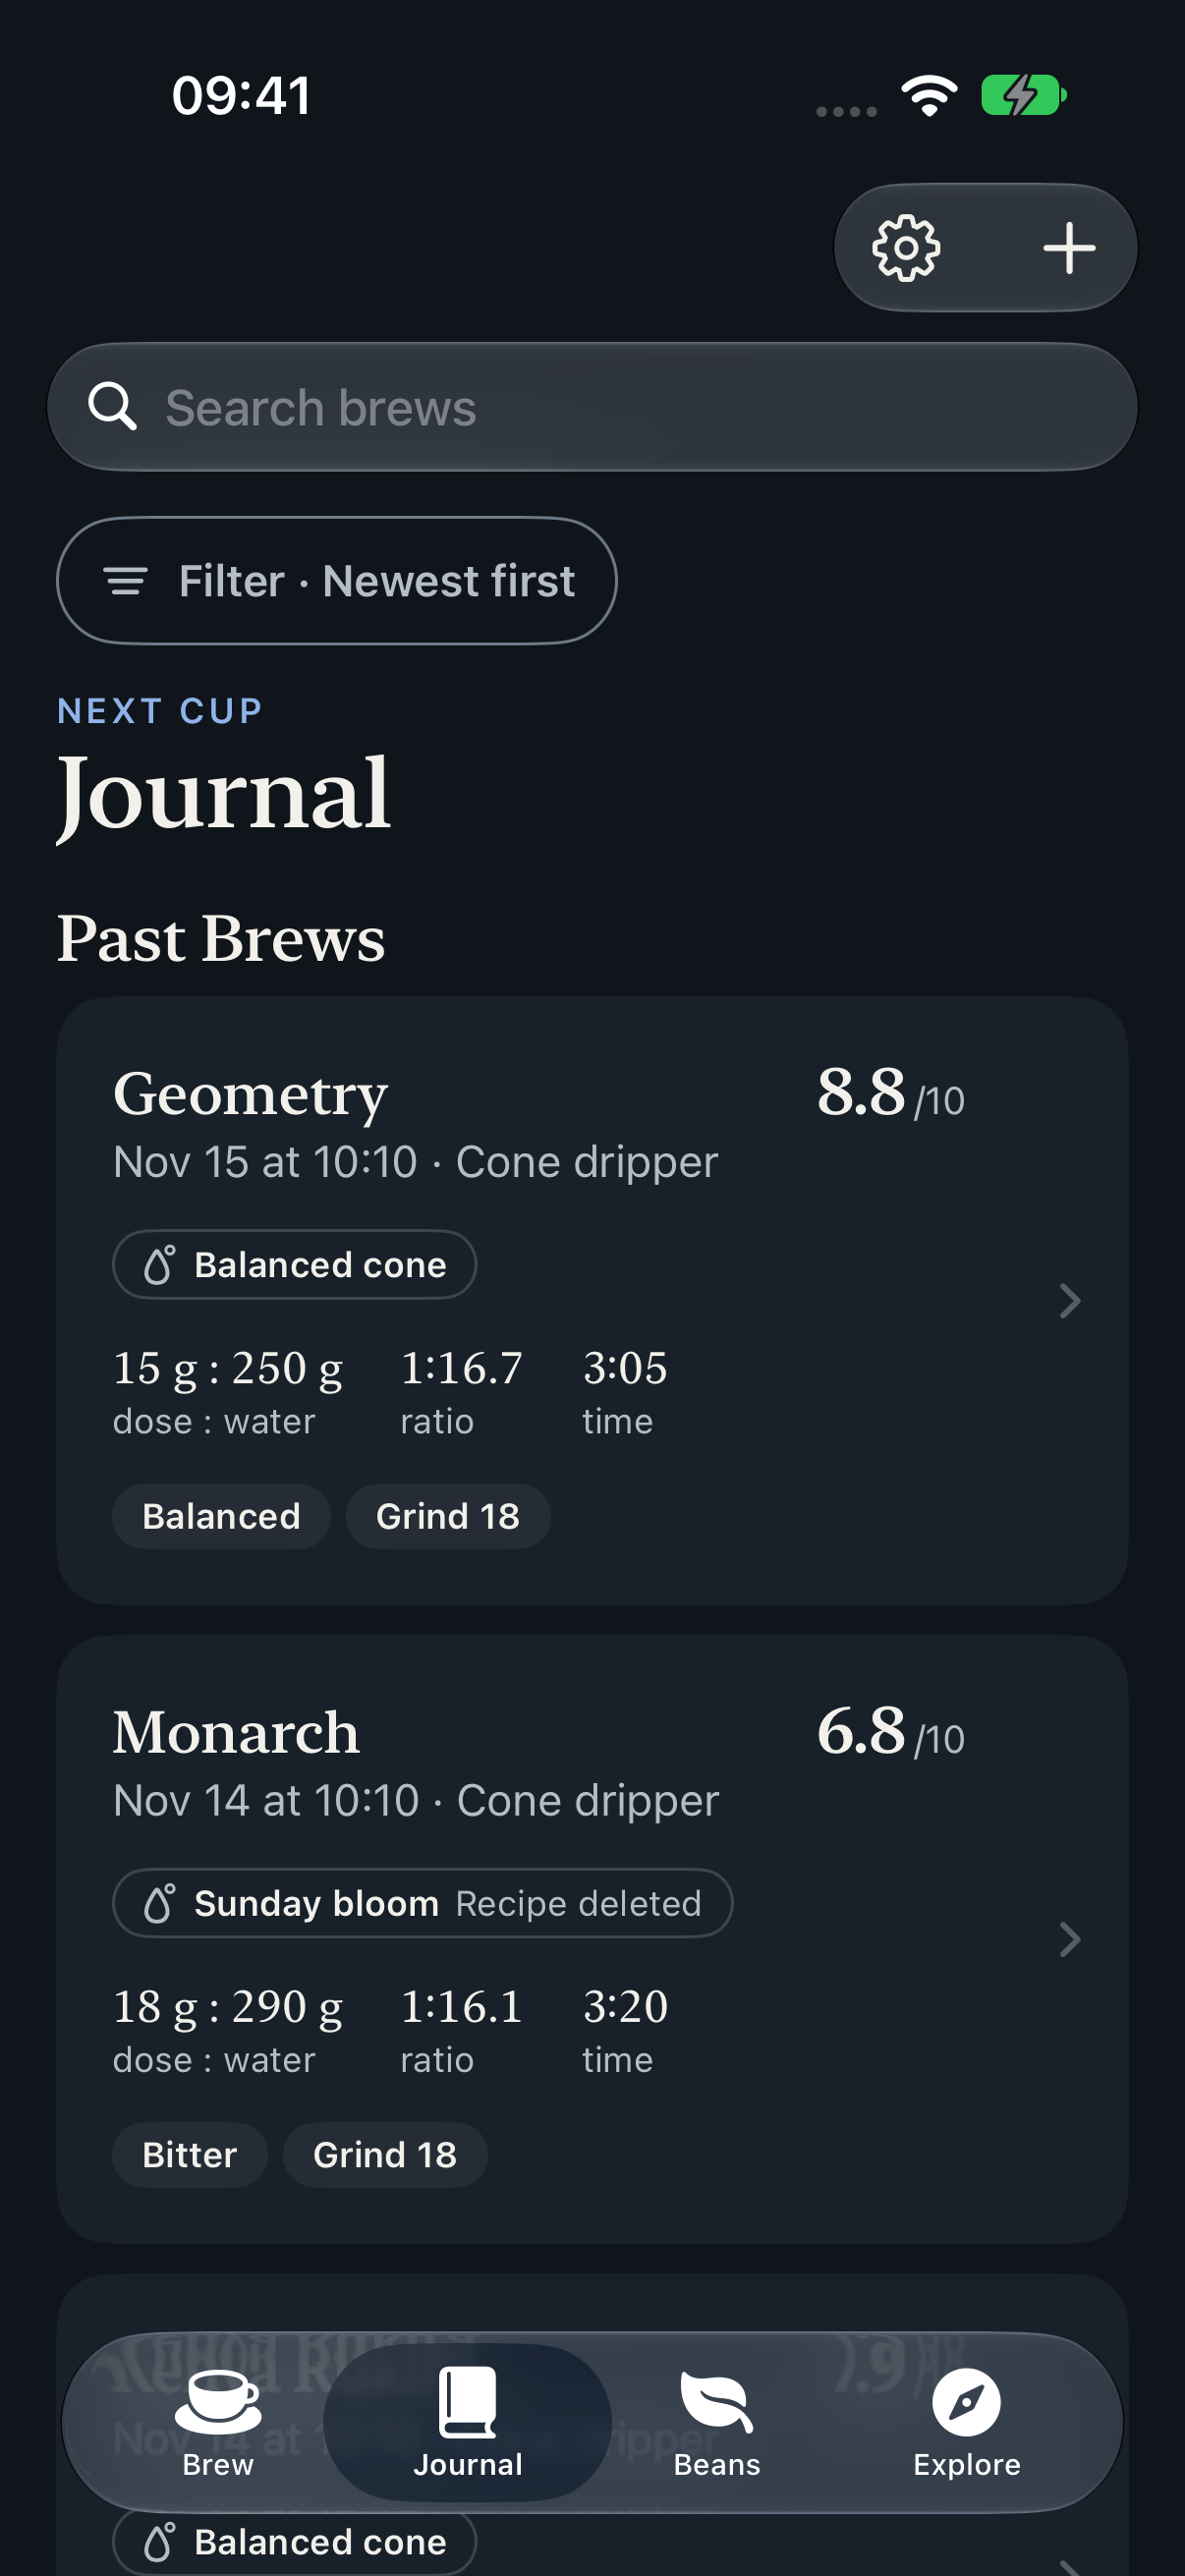 09:41
Search brews
Filter · Newest first
NEXT CUP
Journal
Past Brews
Geometry
8.8 /10
Nov 15 at 10:10 · Cone dripper
Balanced cone
15 g : 250 g
1:16.7
3:05
dose : water
ratio
time
Balanced
Grind 18
Monarch
6.8 /10
Nov 14 at 10:10 · Cone dripper
Sunday bloom Recipe deleted
18 g : 290 g
1:16.1
3:20
dose : water
ratio
time
Bitter
Grind 18
Brew
Journal
Beans
Explore
Balanced cone